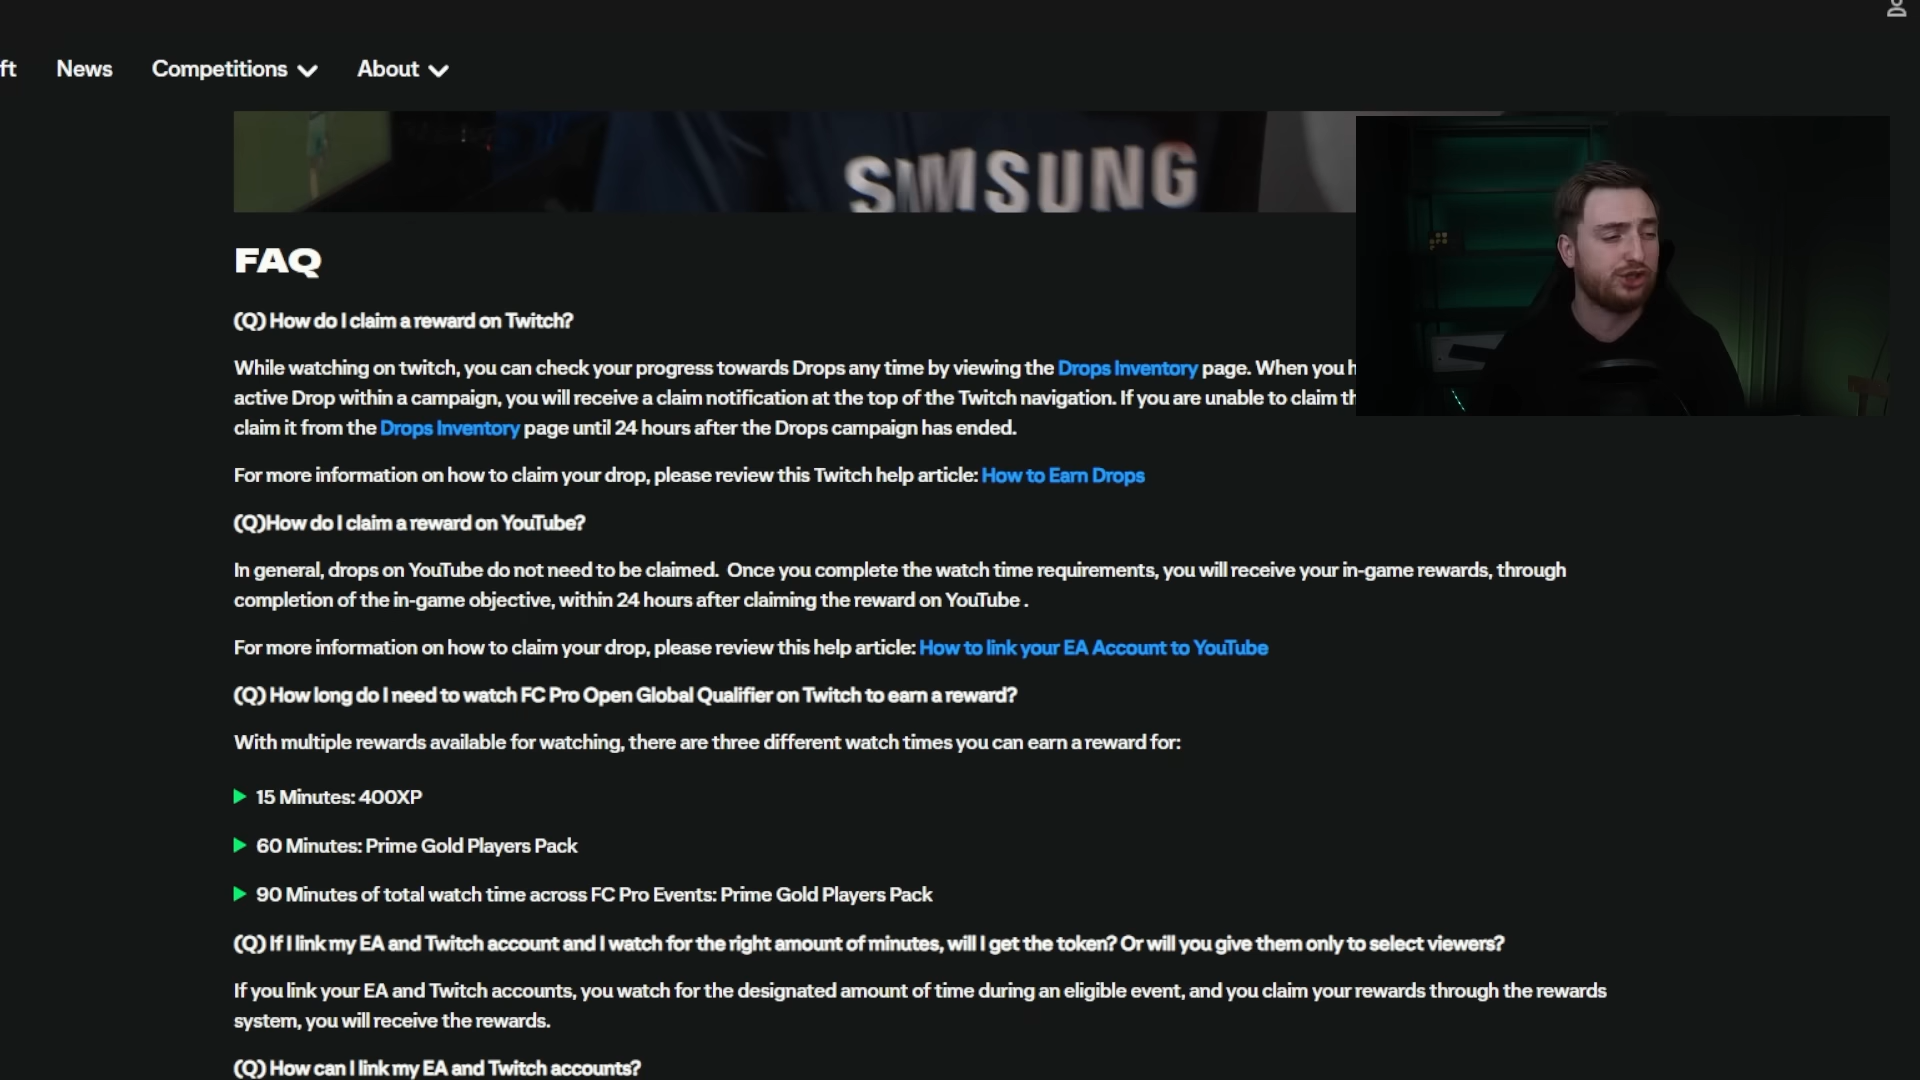 ft News Competitions About
SAMSUNG
FAQ
(Q) How do I claim a reward on Twitch?
While watching on twitch, you can check your progress towards Drops any time by viewing the Drops Inventory page. When you h
active Drop within a campaign, you will receive a claim notification at the top of the Twitch navigation. If you are unable to claim th
claim it from the Drops Inventory page until 24 hours after the Drops campaign has ended.
For more information on how to claim your drop, please review this Twitch help article: How to Earn Drops
(Q)How do I claim a reward on YouTube?
In general, drops on YouTube do not need to be claimed. Once you complete the watch time requirements, you will receive your in-game rewards, through
completion of the in-game objective, within 24 hours after claiming the reward on YouTube .
For more information on how to claim your drop, please review this help article: How to link your EA Account to YouTube
(Q) How long do I need to watch FC Pro Open Global Qualifier on Twitch to earn a reward?
With multiple rewards available for watching, there are three different watch times you can earn a reward for:
15 Minutes: 400XP
60 Minutes: Prime Gold Players Pack
90 Minutes of total watch time across FC Pro Events: Prime Gold Players Pack
(Q) If I link my EA and Twitch account and I watch for the right amount of minutes, will I get the token? Or will you give them only to select viewers?
If you link your EA and Twitch accounts, you watch for the designated amount of time during an eligible event, and you claim your rewards through the rewards
system, you will receive the rewards.
(Q) How can I link my EA and Twitch accounts?